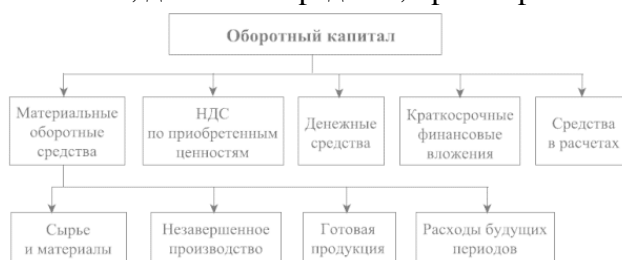 Оборотный капитал
Материальные
оборотные
средства
НДС
по приобретенным
ценностям
Денежные
средства
Краткосрочные
финансовые
вложения
Средства
в расчетах
Сырье
и материалы
Незавершенное
производство
Готовая
продукция
Расходы будущих
периодов